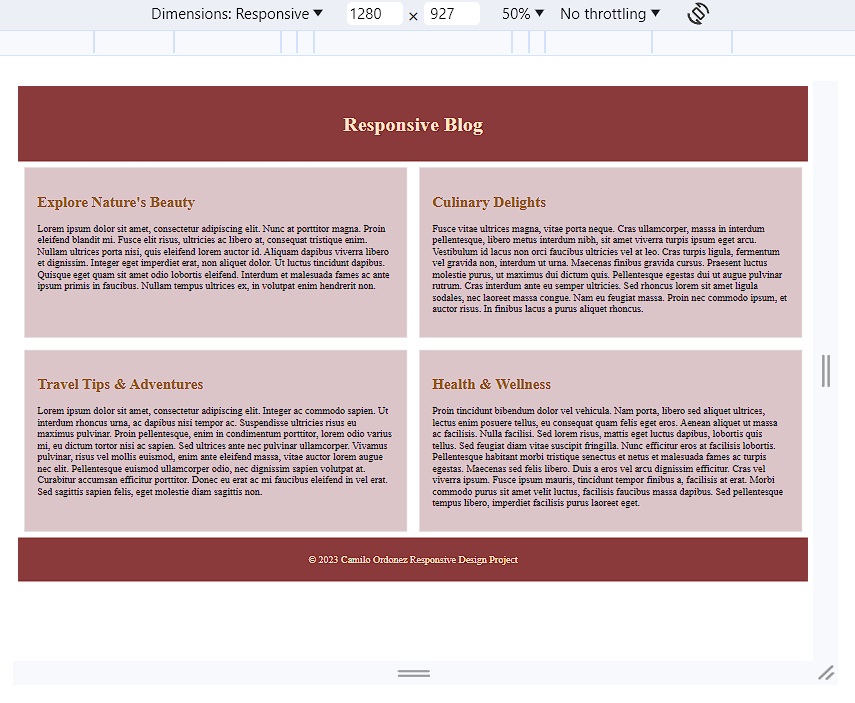 Dimensions: Responsive 1280 × 927 50% No throttling
Responsive Blog
Explore Nature's Beauty
Lorem ipsum dolor sit amet, consectetur adipiscing elit. Nunc at porttitor magna. Proin
eleifend blandit mi. Fusce elit risus, ultricies ac libero at, consequat tristique enim.
Nullam ultrices porta nisi, quis eleifend lorem auctor id. Aliquam dapibus viverra libero
et dignissim. Integer eget imperdiet erat, non aliquet dolor. Ut luctus tincidunt dapibus.
Quisque eget quam sit amet odio lobortis eleifend. Interdum et malesuada fames ac ante
ipsum primis in faucibus. Nullam tempus ultrices ex, in volutpat enim hendrerit non.
Culinary Delights
Fusce vitae ultrices magna, vitae porta neque. Cras ullamcorper, massa in interdum
pellentesque, libero metus interdum nibh, sit amet viverra turpis ipsum eget arcu.
Vestibulum id lacus non orci faucibus ultricies vel at leo. Cras turpis ligula, fermentum
vel gravida non, interdum ut urna. Maecenas finibus gravida cursus. Praesent luctus
molestie purus, ut maximus dui dictum quis. Pellentesque egestas dui ut augue pulvinar
rutrum. Cras interdum ante eu semper ultricies. Sed rhoncus lorem sit amet ligula
sodales, nec laoreet massa congue. Nam eu feugiat massa. Proin nec commodo ipsum, et
auctor risus. In finibus lacus a purus aliquet rhoncus.
Travel Tips & Adventures
Lorem ipsum dolor sit amet, consectetur adipiscing elit. Integer ac commodo sapien. Ut
interdum rhoncus urna, ac dapibus nisi tempor ac. Suspendisse ultricies risus eu
maximus pulvinar. Proin pellentesque, enim in condimentum porttitor, lorem odio varius
mi, eu dictum tortor nisi ac sapien. Sed ultrices ante nec pulvinar ullamcorper. Vivamus
pulvinar, risus vel mollis euismod, enim ante eleifend massa, vitae auctor lorem augue
nec elit. Pellentesque euismod ullamcorper odio, nec dignissim sapien volutpat at.
Curabitur accumsan efficitur porttitor. Donec eu erat ac mi faucibus eleifend in vel erat.
Sed sagittis sapien felis, eget molestie diam sagittis non.
Health & Wellness
Proin tincidunt bibendum dolor vel vehicula. Nam porta, libero sed aliquet ultrices,
lectus enim posuere tellus, eu consequat quam felis eget eros. Aenean aliquet ut massa
ac facilisis. Nulla facilisi. Sed lorem risus, mattis eget luctus dapibus, lobortis quis
tellus. Sed feugiat diam vitae suscipit fringilla. Nunc efficitur eros at facilisis lobortis.
Pellentesque habitant morbi tristique senectus et netus et malesuada fames ac turpis
egestas. Maecenas sed felis libero. Duis a eros vel arcu dignissim efficitur. Cras vel
viverra ipsum. Fusce ipsum mauris, tincidunt tempor finibus a, facilisis at erat. Morbi
commodo purus sit amet velit luctus, facilisis faucibus massa dapibus. Sed pellentesque
tempus libero, imperdiet facilisis purus laoreet eget.
© 2023 Camilo Ordonez Responsive Design Project